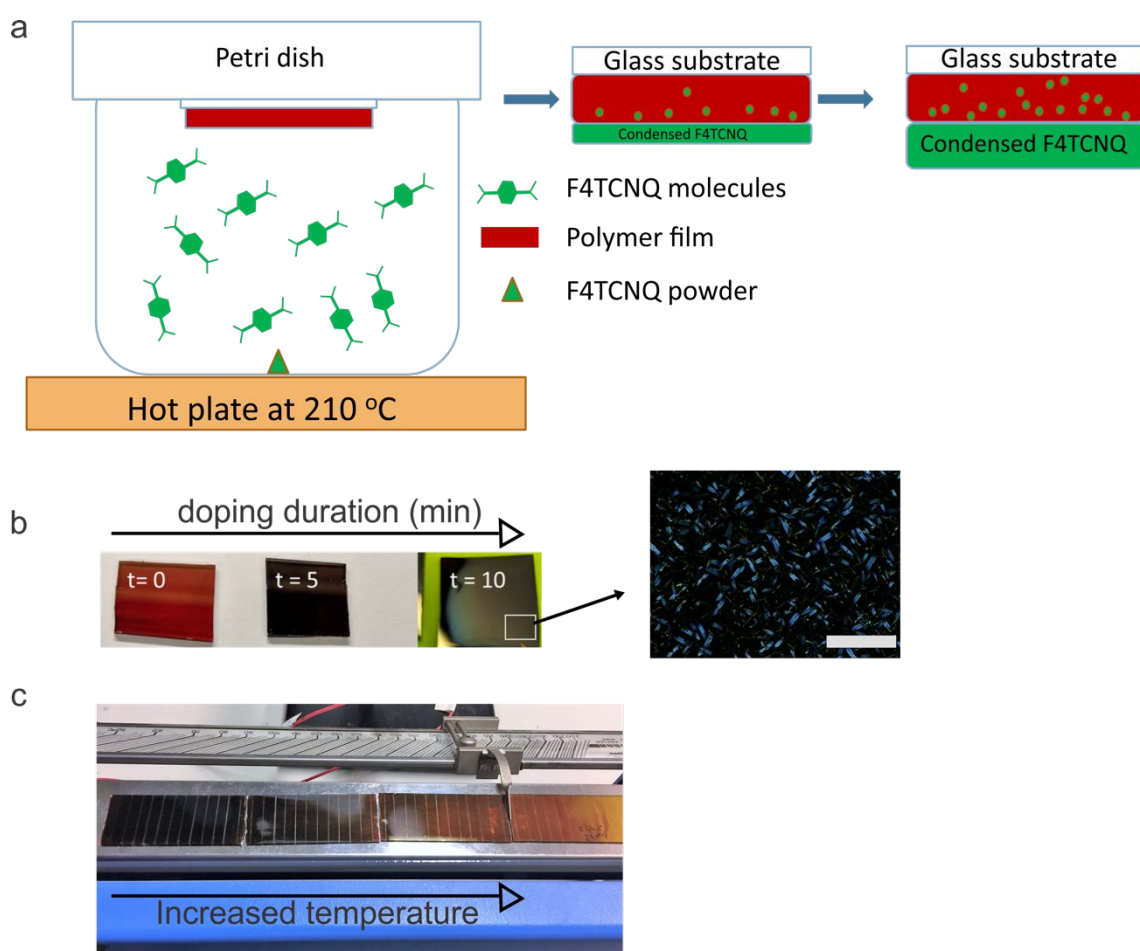 a
Petri dish
Glass substrate
Condensed F4TCNQ
Glass substrate
Condensed F4TCNQ
F4TCNQ molecules
Polymer film
F4TCNQ powder
Hot plate at 210 °C
b
doping duration (min)
t= 0
t = 5
t = 10
c
Increased temperature